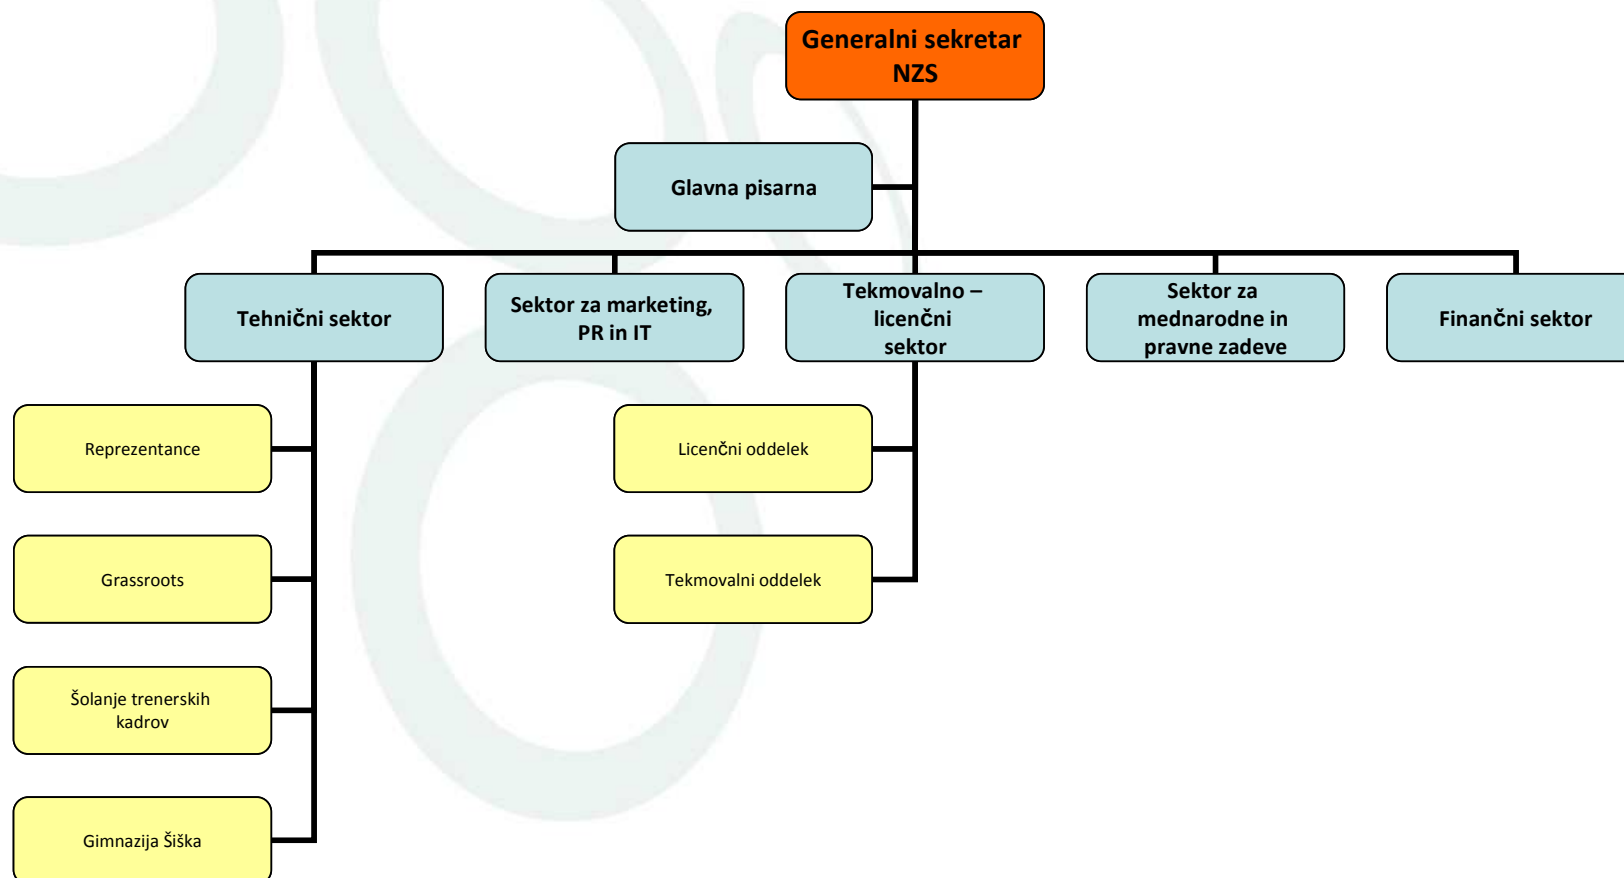 Generalni sekretar
NZS
Glavna pisarna
Tehnični sektor
Sektor za marketing,
PR in IT
Tekmovalno –
licenčni
sektor
Sektor za
mednarodne in
pravne zadeve
Finančni sektor
Reprezentance
Licenčni oddelek
Grassroots
Tekmovalni oddelek
Šolanje trenerskih
kadrov
Gimnazija Šiška